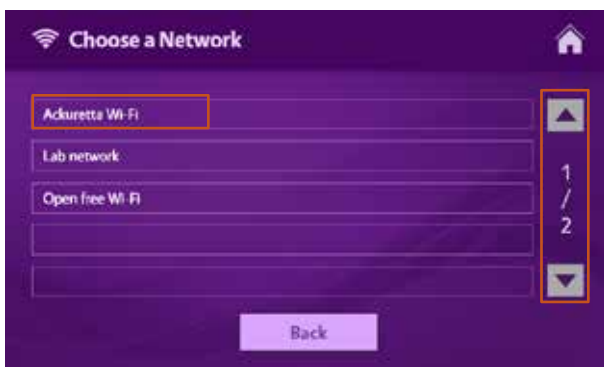 Choose a Network
Ackuretta Wi-Fi
Lab network
Open free Wi-Fi
1
/
2
Back